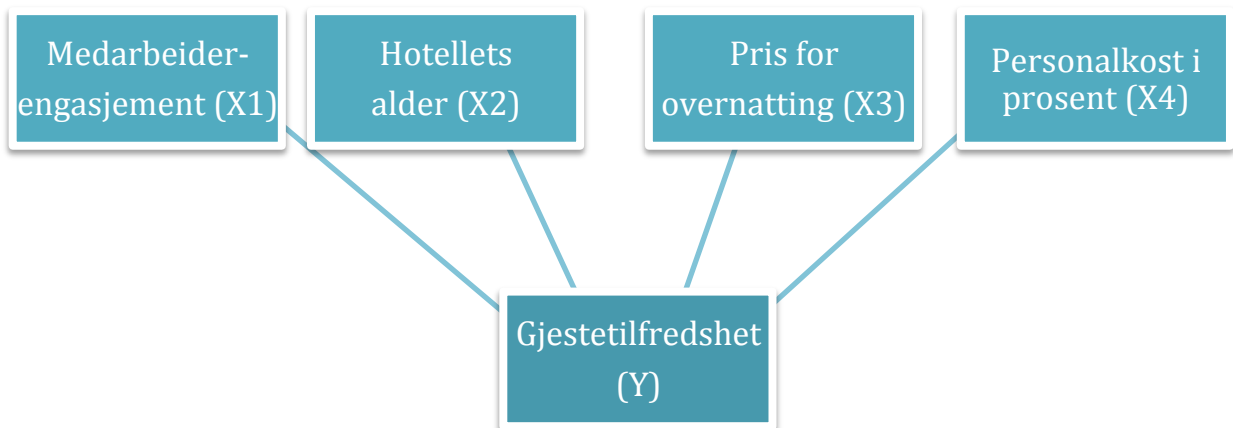 Medarbeider-
engasjement (X1)
Hotellets
alder (X2)
Pris for
overnatting (X3)
Personalkost i
prosent (X4)
Gjestetilfredshet
(Y)